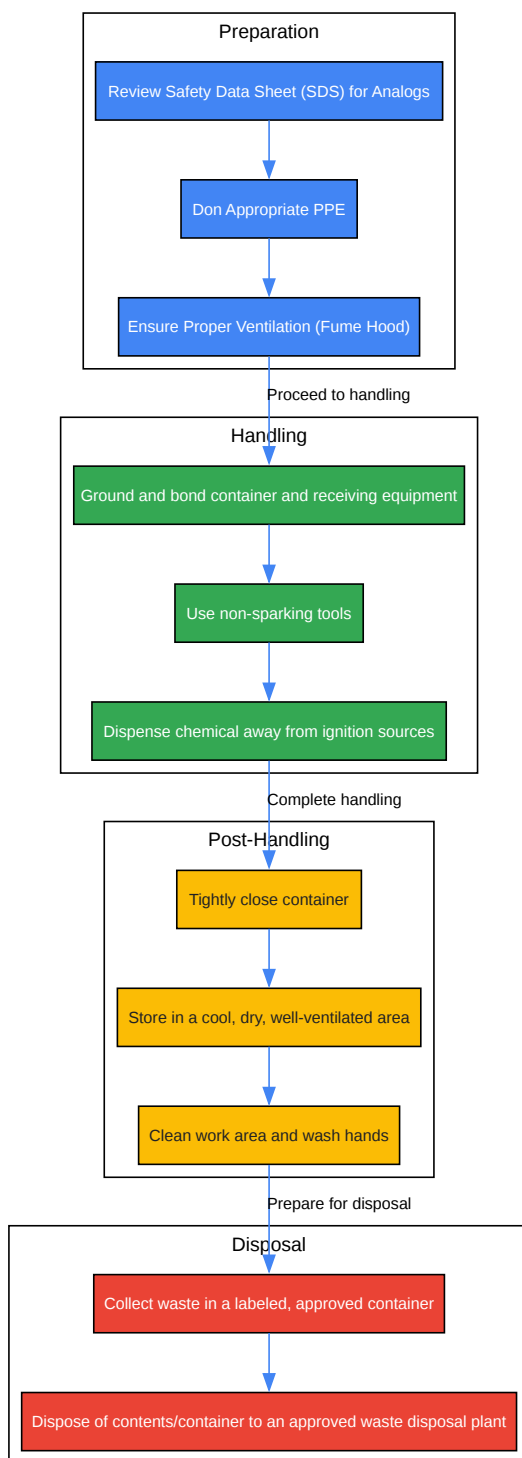 Preparation
Review Safety Data Sheet (SDS) for Analogs
Don Appropriate PPE
Ensure Proper Ventilation (Fume Hood)
Proceed to handling
Handling
Ground and bond container and receiving equipment
Use non-sparking tools
Dispense chemical away from ignition sources
Complete handling
Post-Handling
Tightly close container
Store in a cool, dry, well-ventilated area
Clean work area and wash hands
Prepare for disposal
Disposal
Collect waste in a labeled, approved container
Dispose of contents/container to an approved waste disposal plant